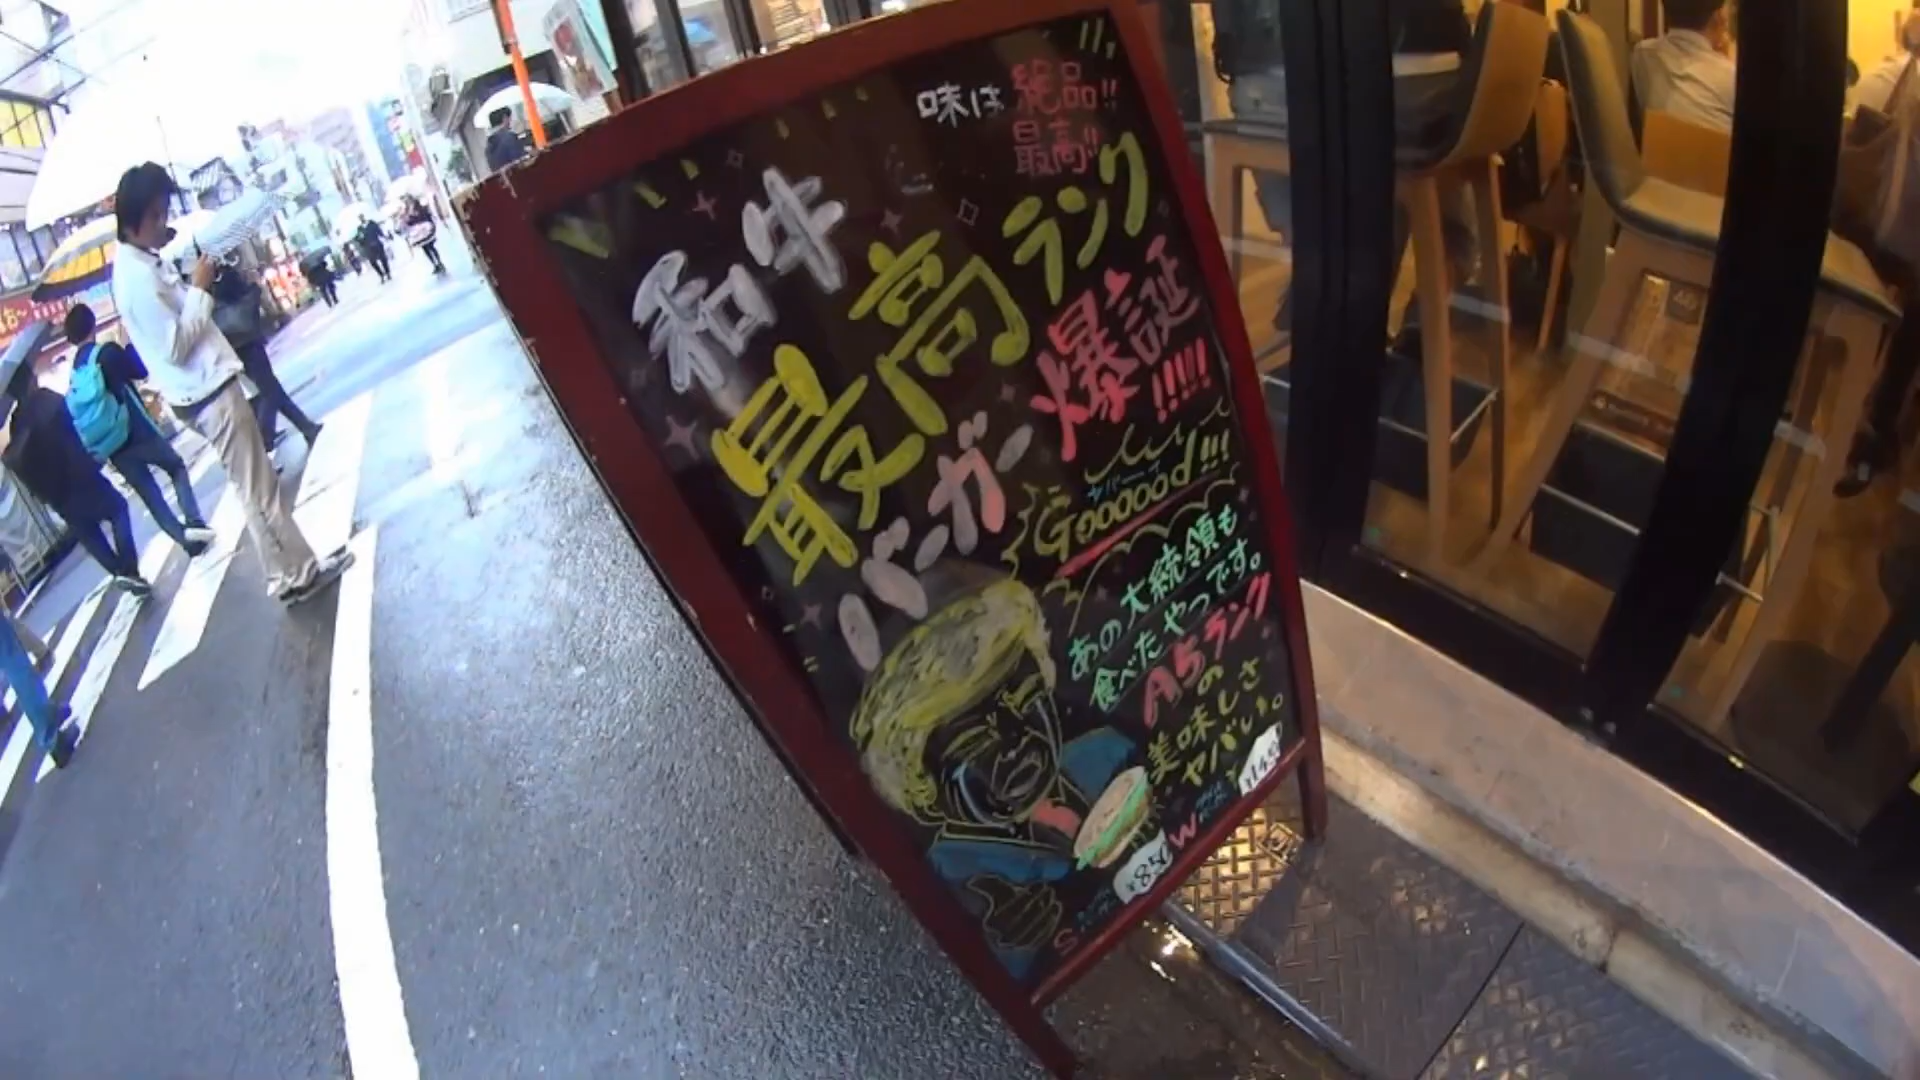 味は絶品!!
最高!!
和牛
最高ランク
バーガー
爆誕!!!!!
ヤバーイ
Gooooood!!!
あの大統領も
食べたやつです。
A5ランク
の
美味しさ
ヤバい。
S
¥850
W